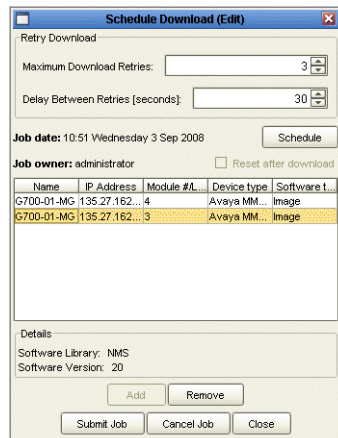 Schedule Download (Edit)
Retry Download
Maximum Download Retries: 3
Delay Between Retries [seconds]: 30
Job date: 10:51 Wednesday 3 Sep 2008 Schedule
Job owner: administrator Reset after download
Name IP Address Module #/L... Device type Software t...
G700-01-MG 135.27.162... 4 Avaya MM... Image
G700-01-MG 135.27.162... 3 Avaya MM... Image
Details
Software Library: NMS
Software Version: 20
Add Remove
Submit Job Cancel Job Close